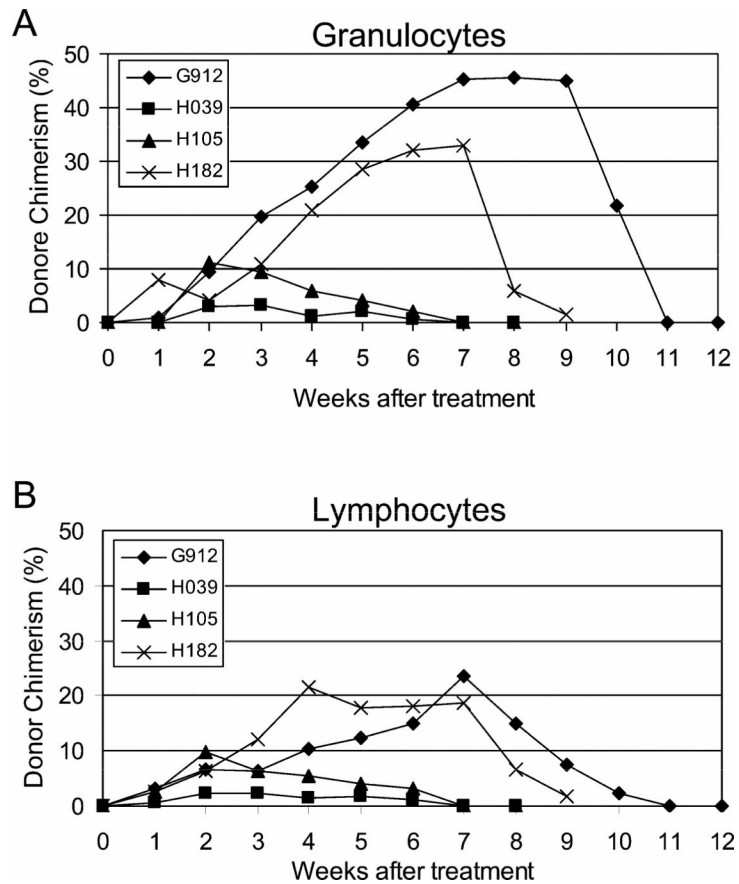 A
Granulocytes
Donore Chimerism (%)
50
40
30
20
10
0
G912
H039
H105
H182
0 1 2 3 4 5 6 7 8 9 10 11 12
Weeks after treatment
B
Lymphocytes
Donor Chimerism (%)
50
40
30
20
10
0
G912
H039
H105
H182
0 1 2 3 4 5 6 7 8 9 10 11 12
Weeks after treatment